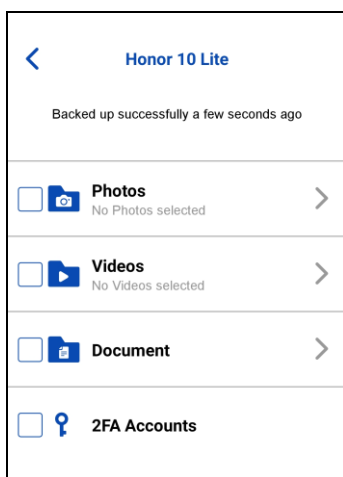 Honor 10 Lite
Backed up successfully a few seconds ago
Photos
No Photos selected
Videos
No Videos selected
Document
2FA Accounts